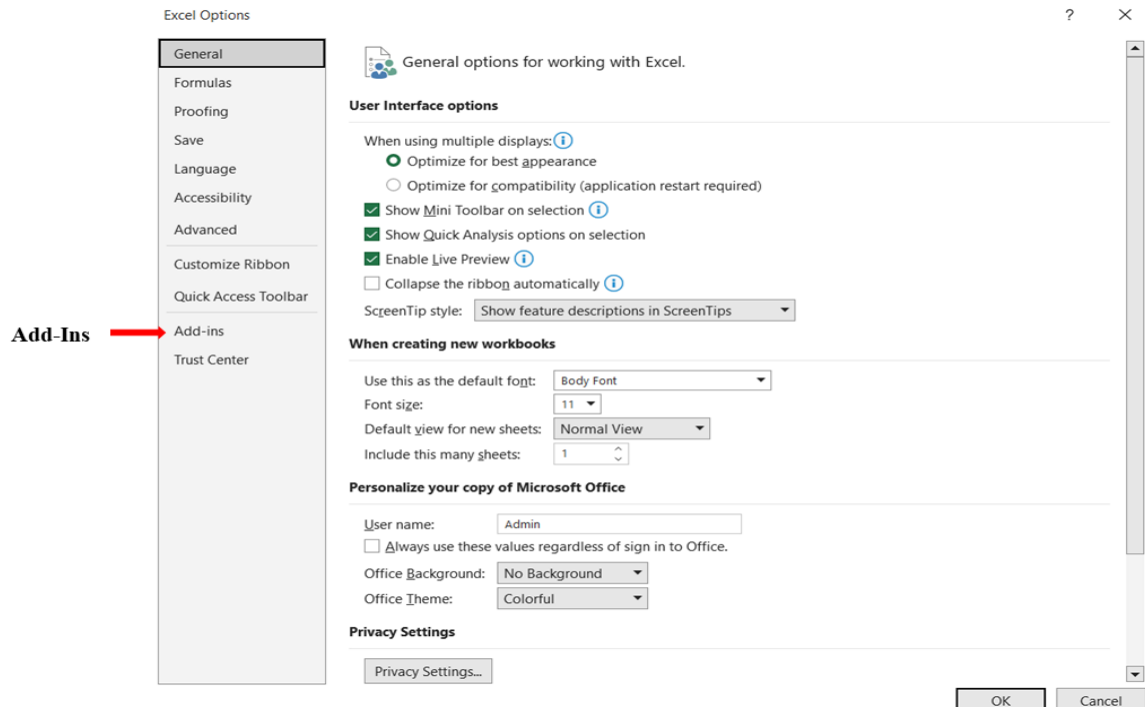 Excel Options
?
General
Formulas
Proofing
Save
Language
Accessibility
Advanced
Customize Ribbon
Quick Access Toolbar
Add-ins
Trust Center
Add-Ins
General options for working with Excel.
User Interface options
When using multiple displays:
Optimize for best appearance
Optimize for compatibility (application restart required)
Show Mini Toolbar on selection
Show Quick Analysis options on selection
Enable Live Preview
Collapse the ribbon automatically
ScreenTip style: Show feature descriptions in ScreenTips
When creating new workbooks
Use this as the default font: Body Font
Font size: 11
Default view for new sheets: Normal View
Include this many sheets: 1
Personalize your copy of Microsoft Office
User name: Admin
Always use these values regardless of sign in to Office.
Office Background: No Background
Office Theme: Colorful
Privacy Settings
Privacy Settings...
OK Cancel